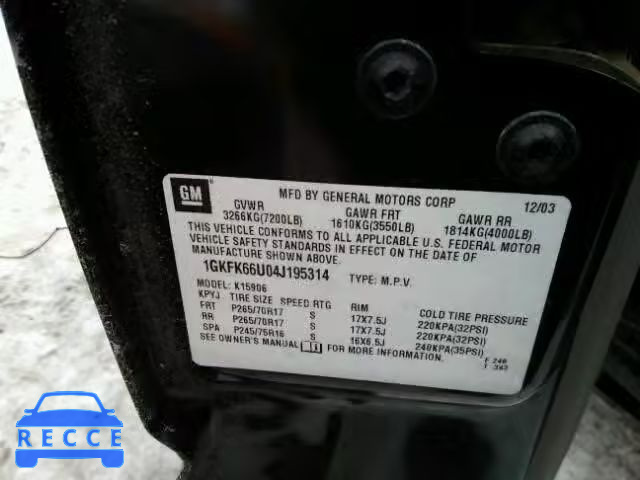 GM
MFD BY GENERAL MOTORS CORP 12/03
GVWR GAWR FRT GAWR RR
3266KG(7200LB) 1610KG(3550LB) 1814KG(4000LB)
THIS VEHICLE CONFORMS TO ALL APPLICABLE U.S. FEDERAL MOTOR
VEHICLE SAFETY STANDARDS IN EFFECT ON THE DATE OF
MANUFACTURE SHOWN ABOVE.
1GKFK66U04J195314 TYPE: M.P.V.
MODEL: K15906
KPYJ TIRE SIZE SPEED RTG RIM COLD TIRE PRESSURE
FRT P265/70R17 S 17X7.5J 220KPA(32PSI)
RR P265/70R17 S 17X7.5J 220KPA(32PSI)
SPA P245/75R16 S 16X6.5J 240KPA(35PSI)
SEE OWNER'S MANUAL FOR MORE INFORMATION.
RECCE